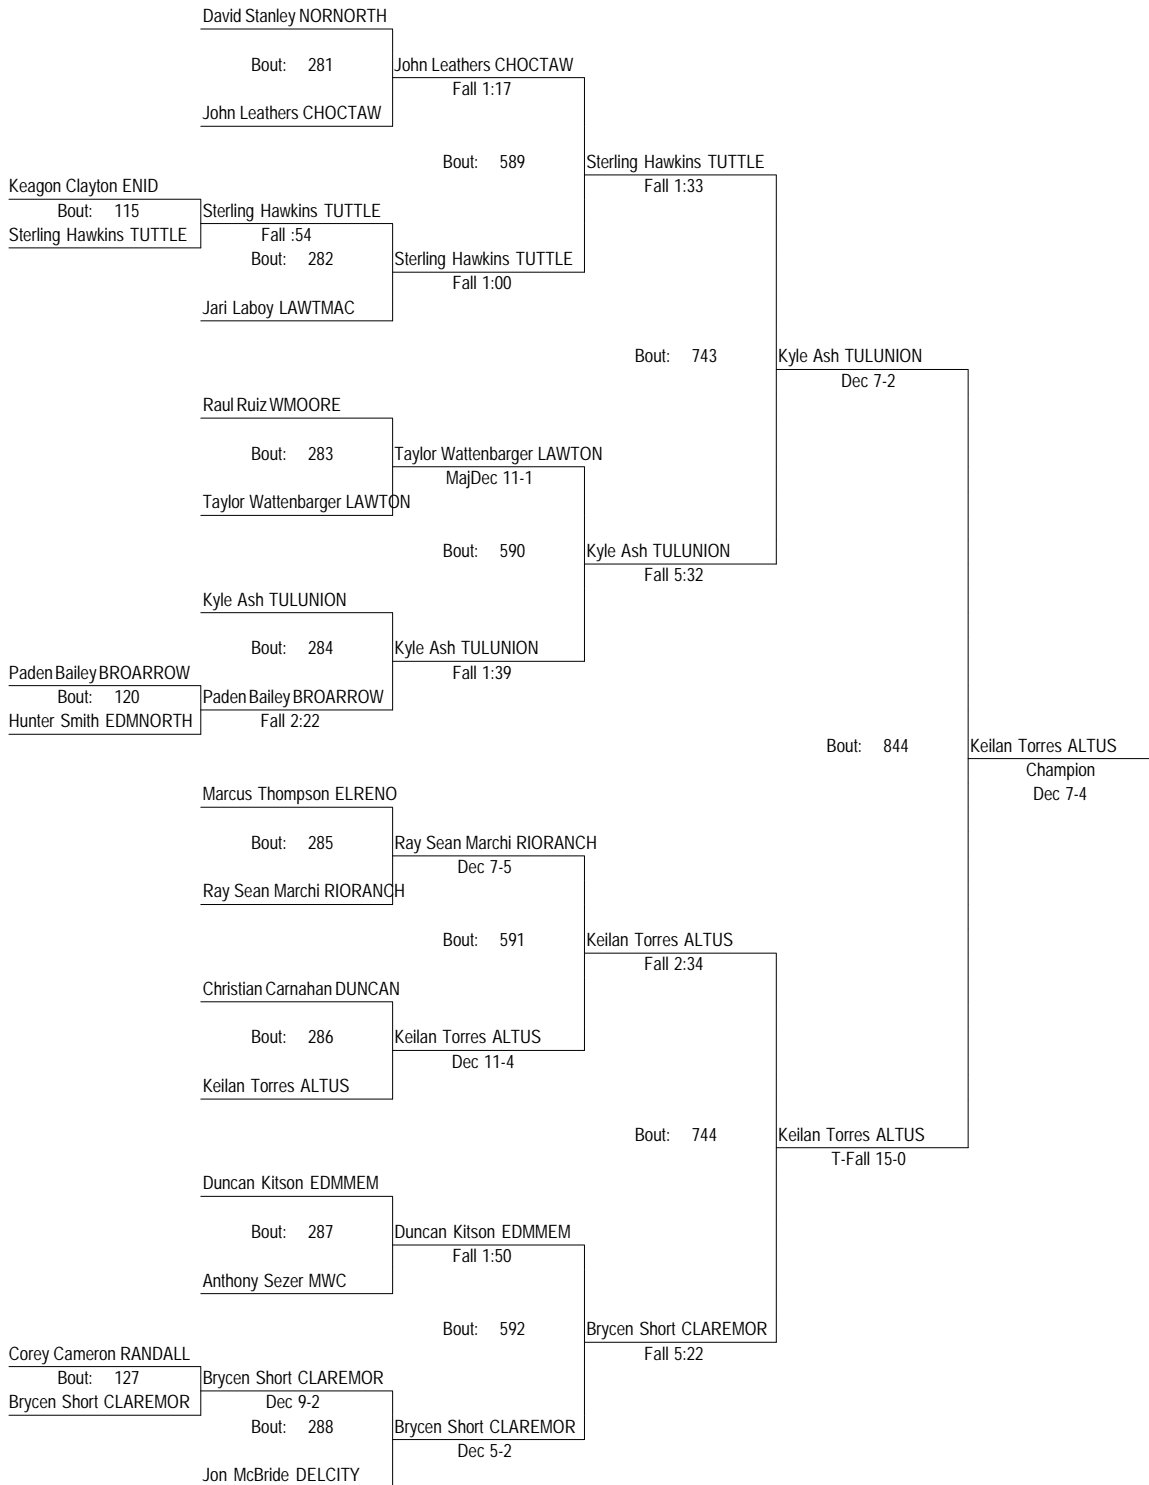 David Stanley NORNORTH
Bout: 281
John Leathers CHOCTAW
Fall 1:17
John Leathers CHOCTAW
Bout: 589
Sterling Hawkins TUTTLE
Fall 1:33
Keagon Clayton ENID
Bout: 115
Sterling Hawkins TUTTLE
Sterling Hawkins TUTTLE
Fall :54
Bout: 282
Sterling Hawkins TUTTLE
Fall 1:00
Jari Laboy LAWTMAC
Bout: 743
Kyle Ash TULUNION
Dec 7-2
Raul Ruiz WMOORE
Bout: 283
Taylor Wattenbarger LAWTON
MajDec 11-1
Taylor Wattenbarger LAWTON
Bout: 590
Kyle Ash TULUNION
Fall 5:32
Kyle Ash TULUNION
Bout: 284
Kyle Ash TULUNION
Fall 1:39
Paden Bailey BROARROW
Bout: 120
Hunter Smith EDMNORTH
Paden Bailey BROARROW
Fall 2:22
Bout: 844
Keilan Torres ALTUS
Champion
Dec 7-4
Marcus Thompson ELRENO
Bout: 285
Ray Sean Marchi RIORANCH
Dec 7-5
Ray Sean Marchi RIORANCH
Bout: 591
Keilan Torres ALTUS
Fall 2:34
Christian Carnahan DUNCAN
Bout: 286
Keilan Torres ALTUS
Dec 11-4
Keilan Torres ALTUS
Bout: 744
Keilan Torres ALTUS
T-Fall 15-0
Duncan Kitson EDMMEM
Bout: 287
Duncan Kitson EDMMEM
Fall 1:50
Anthony Sezer MWC
Bout: 592
Brycen Short CLAREMOR
Fall 5:22
Corey Cameron RANDALL
Bout: 127
Brycen Short CLAREMOR
Brycen Short CLAREMOR
Dec 9-2
Bout: 288
Brycen Short CLAREMOR
Dec 5-2
Jon McBride DELCITY